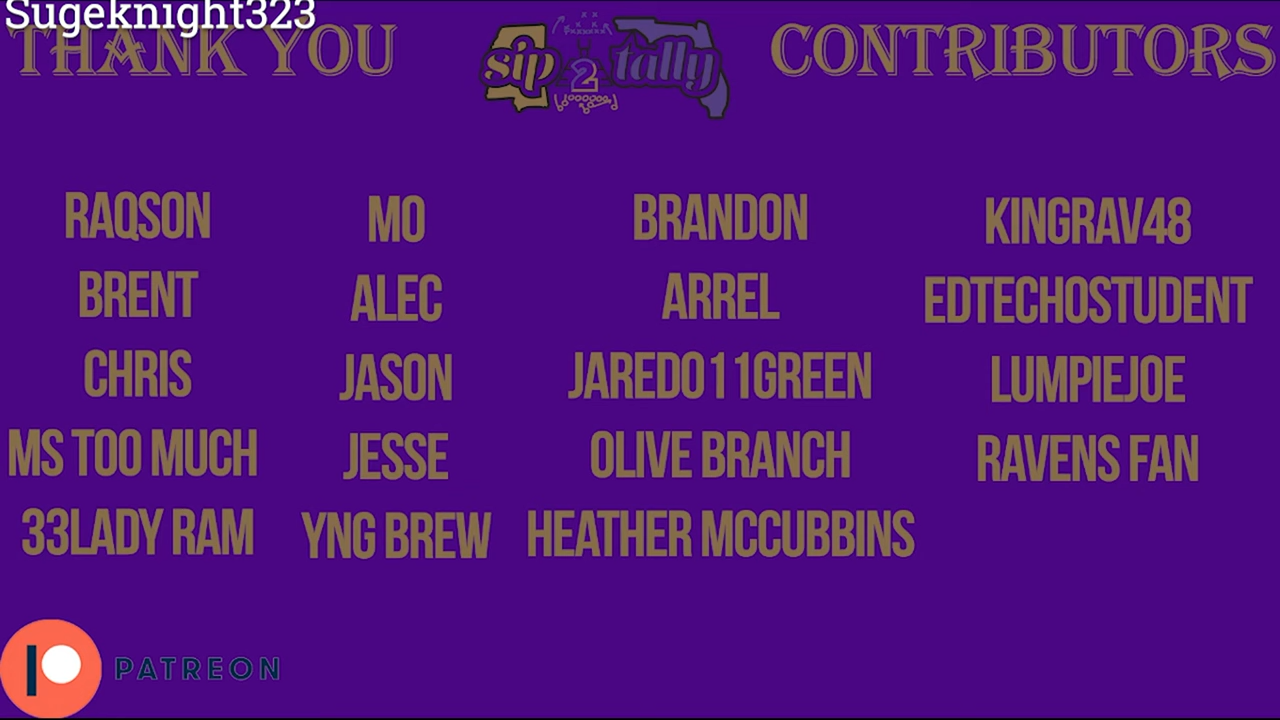 Sugeknight323
THANK YOU
sip 2 tally
CONTRIBUTORS
RAQSON
MO
BRANDON
KINGRAV48
BRENT
ALEC
ARREL
EDTECHOSTUDENT
CHRIS
JASON
JARED011GREEN
LUMPIEJOE
MS TOO MUCH
JESSE
OLIVE BRANCH
RAVENS FAN
33LADY RAM
YNG BREW
HEATHER MCCUBBINS
PATREON